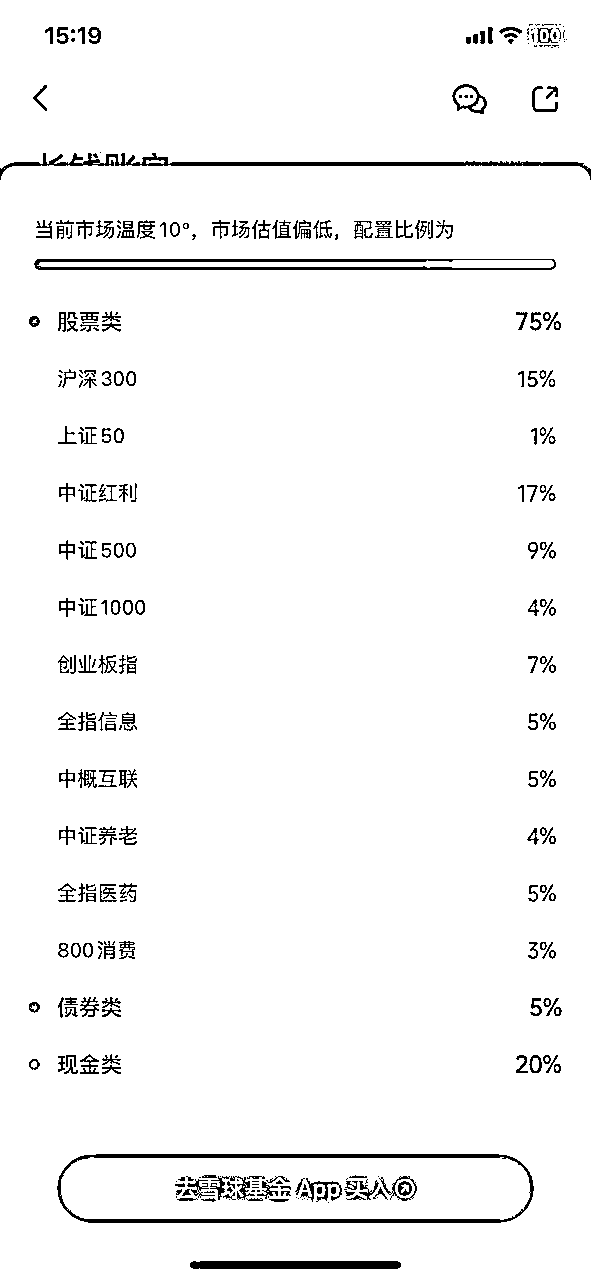 15:19
100
长钱账户
当前市场温度10°，市场估值偏低，配置比例为
股票类 75%
沪深300 15%
上证50 1%
中证红利 17%
中证500 9%
中证1000 4%
创业板指 7%
全指信息 5%
中概互联 5%
中证养老 4%
全指医药 5%
800消费 3%
债券类 5%
现金类 20%
去雪球基金 App 买入